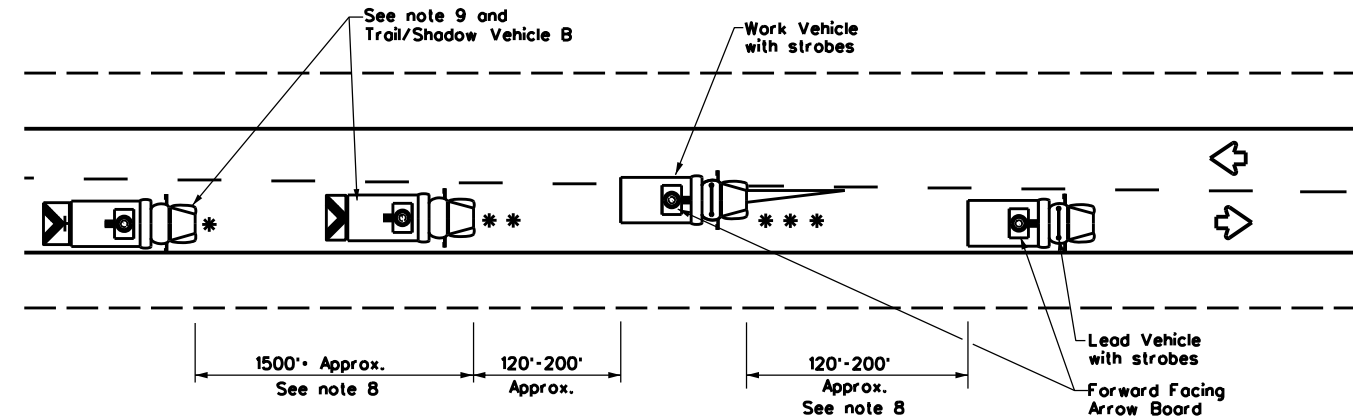 See note 9 and
Trail/Shadow Vehicle B
Work Vehicle
with strobes
*
* *
* * *
1500'+ Approx.
See note 8
120'-200'
Approx.
120'-200'
Approx.
See note 8
Lead Vehicle
with strobes
Forward Facing
Arrow Board